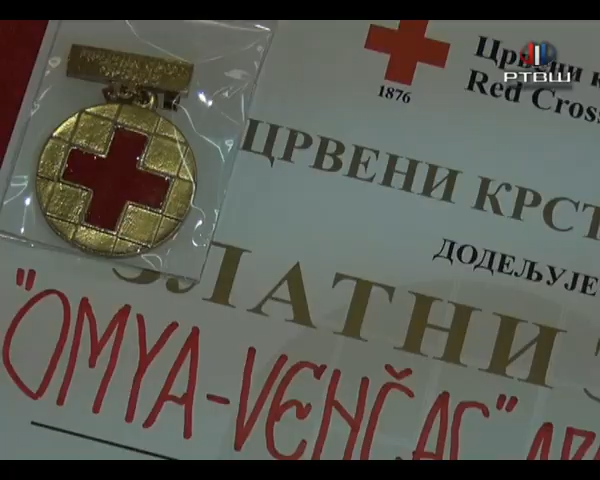 РТВШ
Црвени
Red Cross
1876
ЦРВЕНИ КРСТ
ДОДЕЉУЈЕ
ЗЛАТНИ
"OMYA-VENČAC"